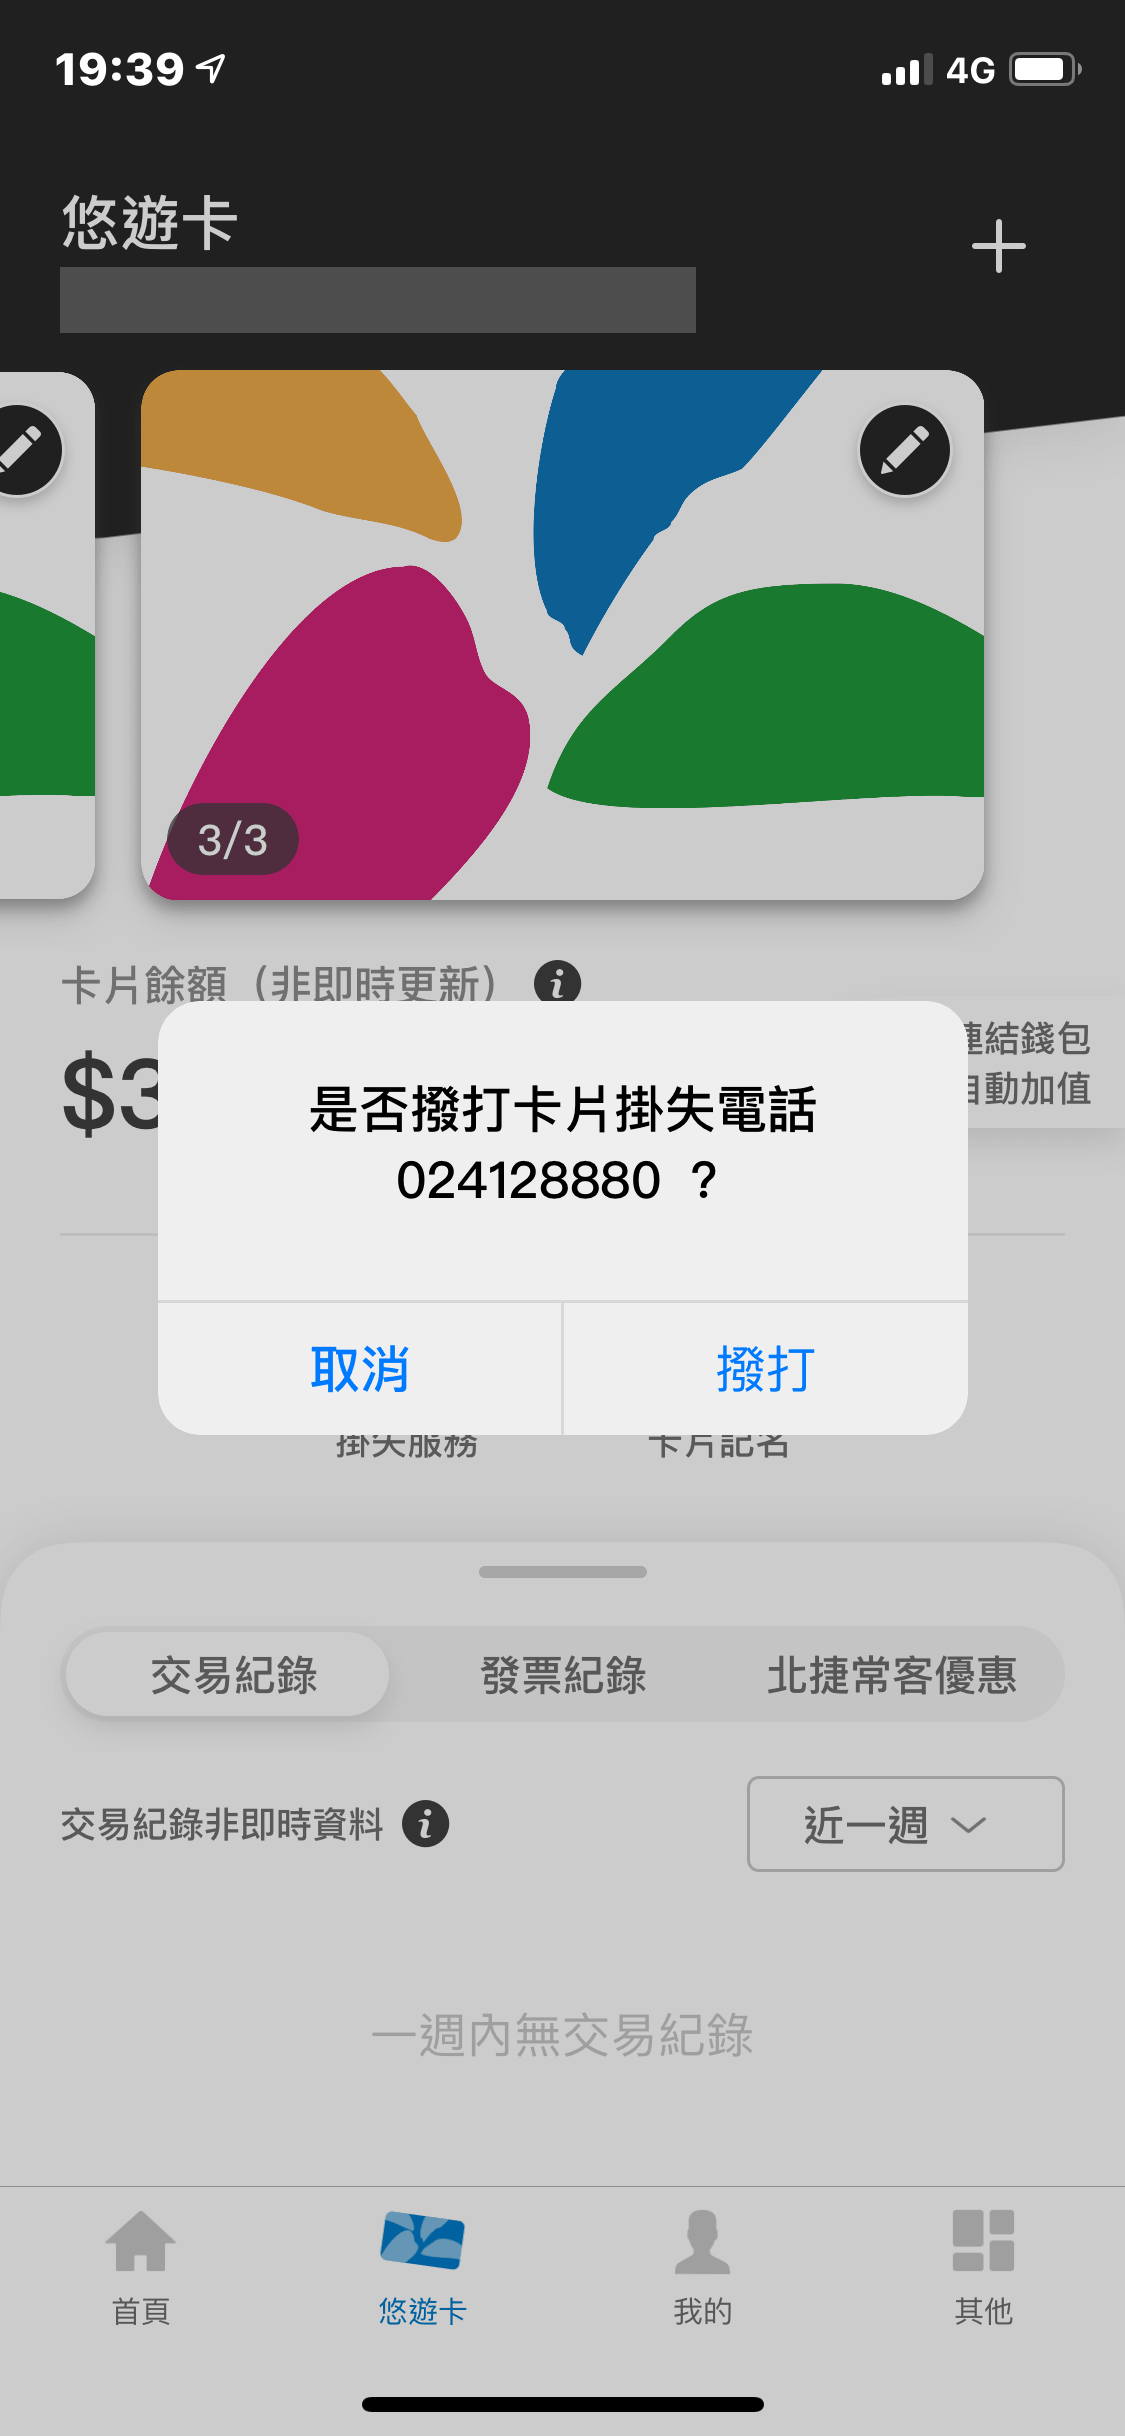 19:39
4G
悠遊卡
3/3
卡片餘額（非即時更新）
$3
連結錢包
自動加值
是否撥打卡片掛失電話
024128880 ？
取消
撥打
掛失服務
卡片記名
交易紀錄
發票紀錄
北捷常客優惠
交易紀錄非即時資料
近一週
一週內無交易紀錄
首頁
悠遊卡
我的
其他